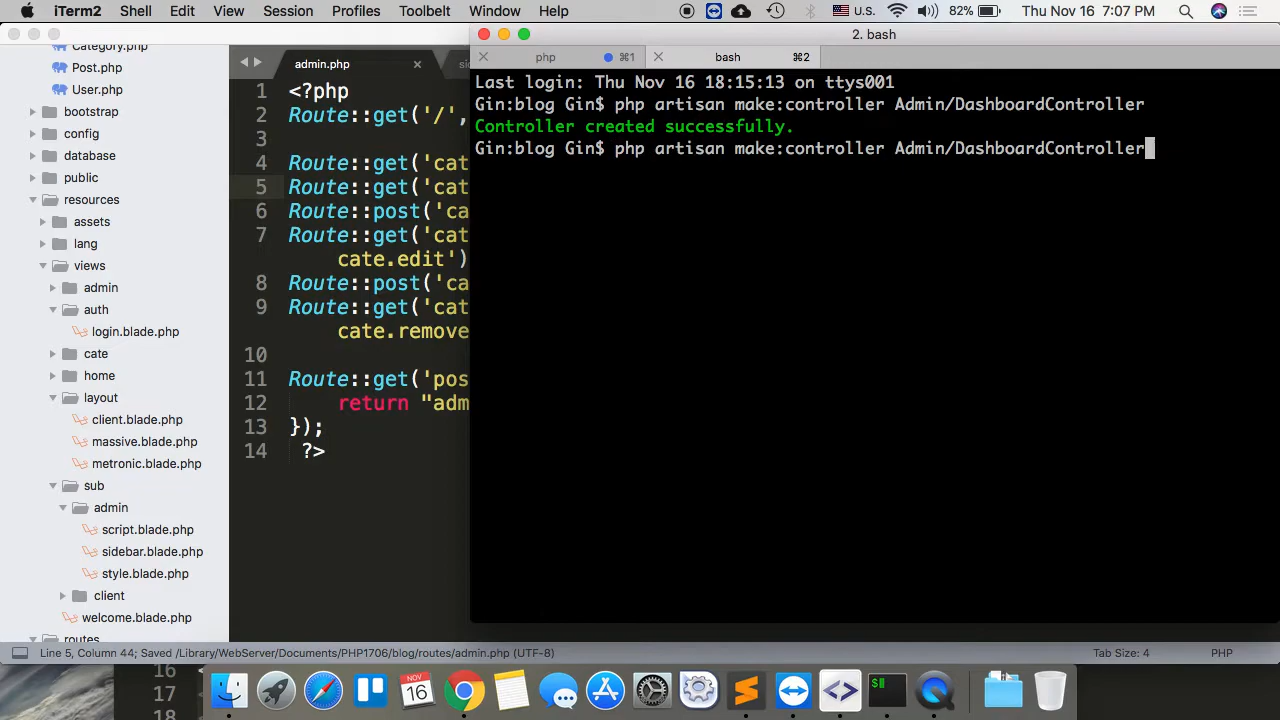 iTerm2 Shell Edit View Session Profiles Toolbelt Window Help U.S. 82% Thu Nov 16 7:07 PM
2. bash
php ⌘1 bash ⌘2
Category.php
Post.php
User.php
bootstrap
config
database
public
resources
assets
lang
views
admin
auth
login.blade.php
cate
home
layout
client.blade.php
massive.blade.php
metronic.blade.php
sub
admin
script.blade.php
sidebar.blade.php
style.blade.php
client
welcome.blade.php
routes
admin.php
1 <?php
2 Route::get('/',
3
4 Route::get('cat
5 Route::get('cat
6 Route::post('ca
7 Route::get('cat
cate.edit')
8 Route::post('ca
9 Route::get('cat
cate.remove
10
11 Route::get('pos
12 return "adm
13 });
14 ?>
Last login: Thu Nov 16 18:15:13 on ttys001
Gin:blog Gin$ php artisan make:controller Admin/DashboardController
Controller created successfully.
Gin:blog Gin$ php artisan make:controller Admin/DashboardController
Line 5, Column 44; Saved /Library/WebServer/Documents/PHP1706/blog/routes/admin.php (UTF-8) Tab Size: 4 PHP
16
17
18
NOV
16